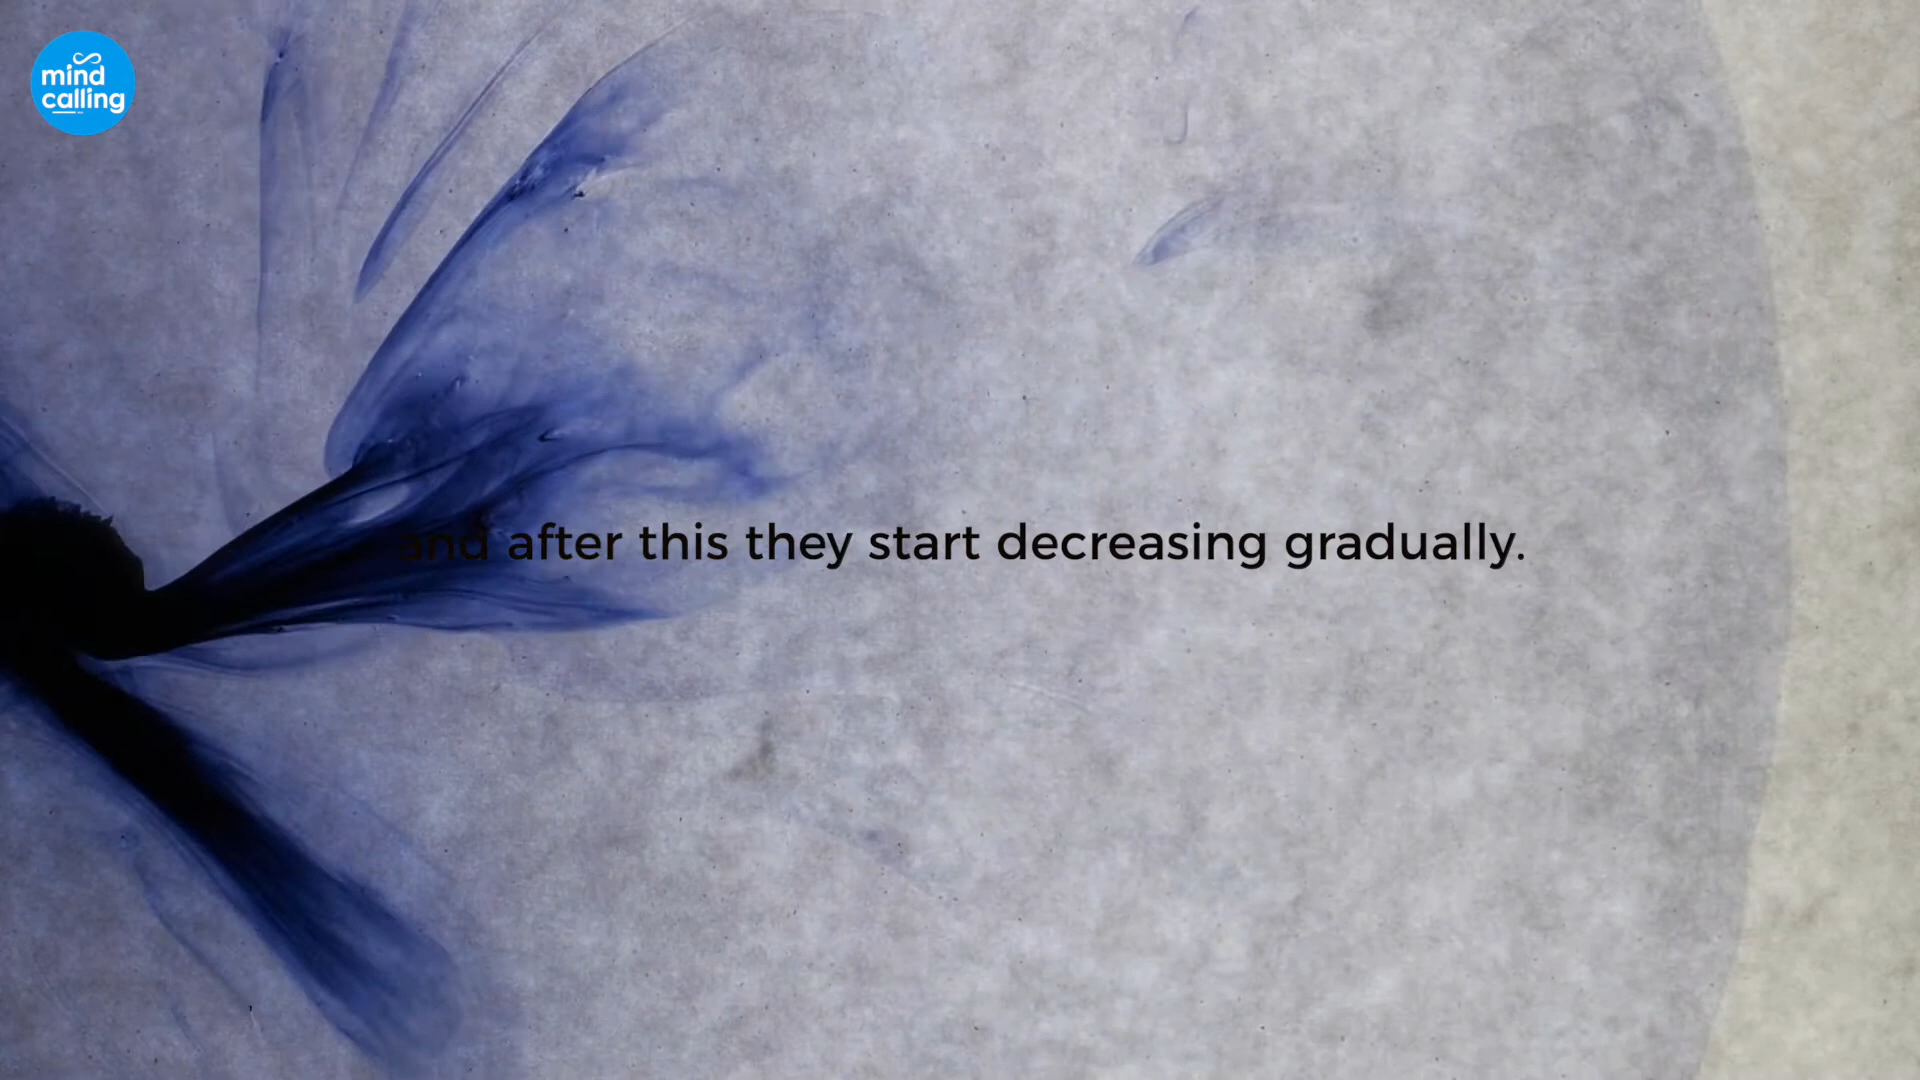 mind
calling
and after this they start decreasing gradually.